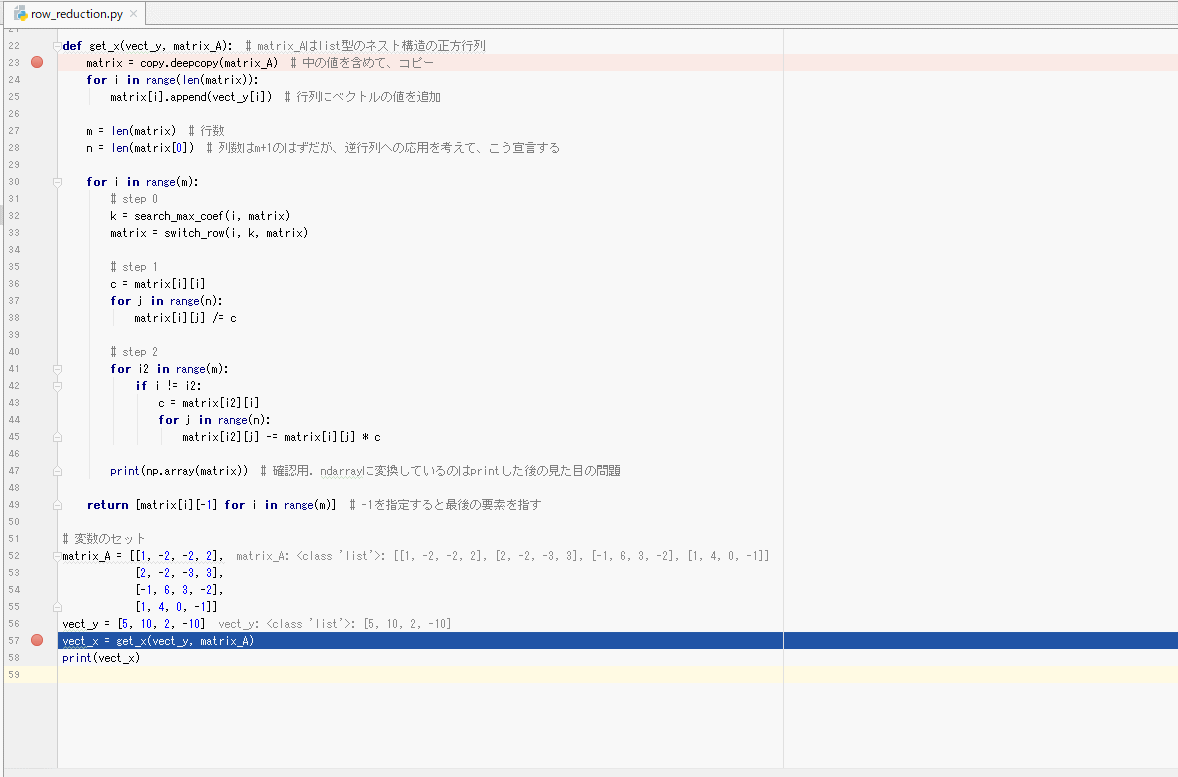 row_reduction.py
21
22 def get_x(vect_y, matrix_A):  # matrix_Aはlist型のネスト構造の正方行列
23     matrix = copy.deepcopy(matrix_A)  # 中の値を含めて、コピー
24     for i in range(len(matrix)):
25         matrix[i].append(vect_y[i])  # 行列にベクトルの値を追加
26
27     m = len(matrix)  # 行数
28     n = len(matrix[0])  # 列数はm+1のはずだが、逆行列への応用を考えて、こう宣言する
29
30     for i in range(m):
31         # step 0
32         k = search_max_coef(i, matrix)
33         matrix = switch_row(i, k, matrix)
34
35         # step 1
36         c = matrix[i][i]
37         for j in range(n):
38             matrix[i][j] /= c
39
40         # step 2
41         for i2 in range(m):
42             if i != i2:
43                 c = matrix[i2][i]
44                 for j in range(n):
45                     matrix[i2][j] -= matrix[i][j] * c
46
47         print(np.array(matrix))  # 確認用．ndarrayに変換しているのはprintした後の見た目の問題
48
49     return [matrix[i][-1] for i in range(m)]  # -1を指定すると最後の要素を指す
50
51 # 変数のセット
52 matrix_A = [[1, -2, -2, 2],  matrix_A: <class 'list'>: [[1, -2, -2, 2], [2, -2, -3, 3], [-1, 6, 3, -2], [1, 4, 0, -1]]
53             [2, -2, -3, 3],
54             [-1, 6, 3, -2],
55             [1, 4, 0, -1]]
56 vect_y = [5, 10, 2, -10]  vect_y: <class 'list'>: [5, 10, 2, -10]
57 vect_x = get_x(vect_y, matrix_A)
58 print(vect_x)
59